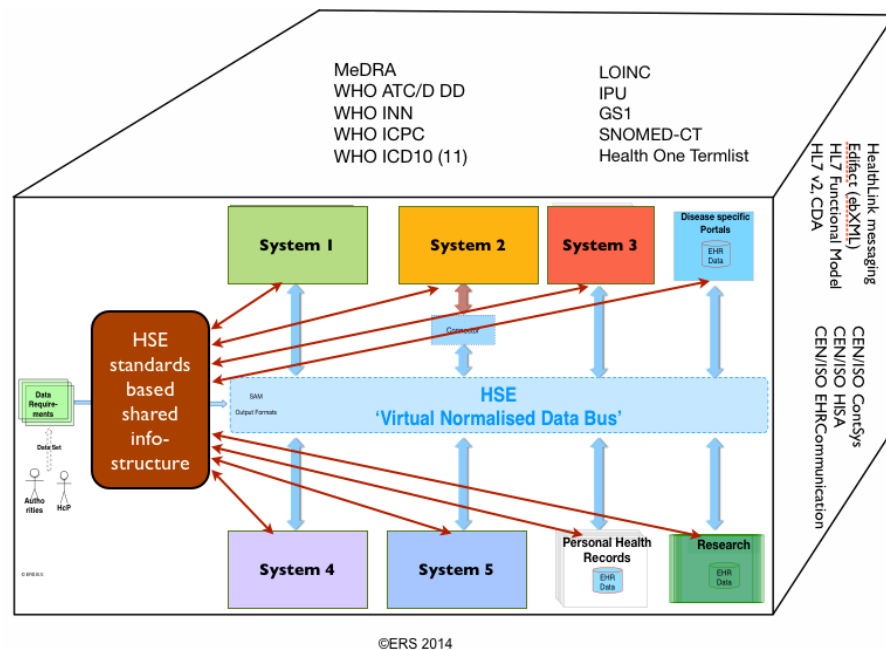 MeDRA
WHO ATC/D DD
WHO INN
WHO ICPC
WHO ICD10 (11)
LOINC
IPU
GS1
SNOMED-CT
Health One Termlist
HealthLink messaging
Edifact (ebXML)
HL7 Functional Model
HL7 v2, CDA
CEN/ISO ContSys
CEN/ISO HISA
CEN/ISO EHRCommunication
System 1
System 2
System 3
Disease specific
Portals
EHR
Data
Connector
HSE
standards
based
shared
info-
structure
Data
Require-
ments
Data Set
Autho
rities
HcP
SAM
Output Formats
HSE
‘Virtual Normalised Data Bus’
System 4
System 5
Personal Health
Records
EHR
Data
Research
EHR
Data
©ERS 2014